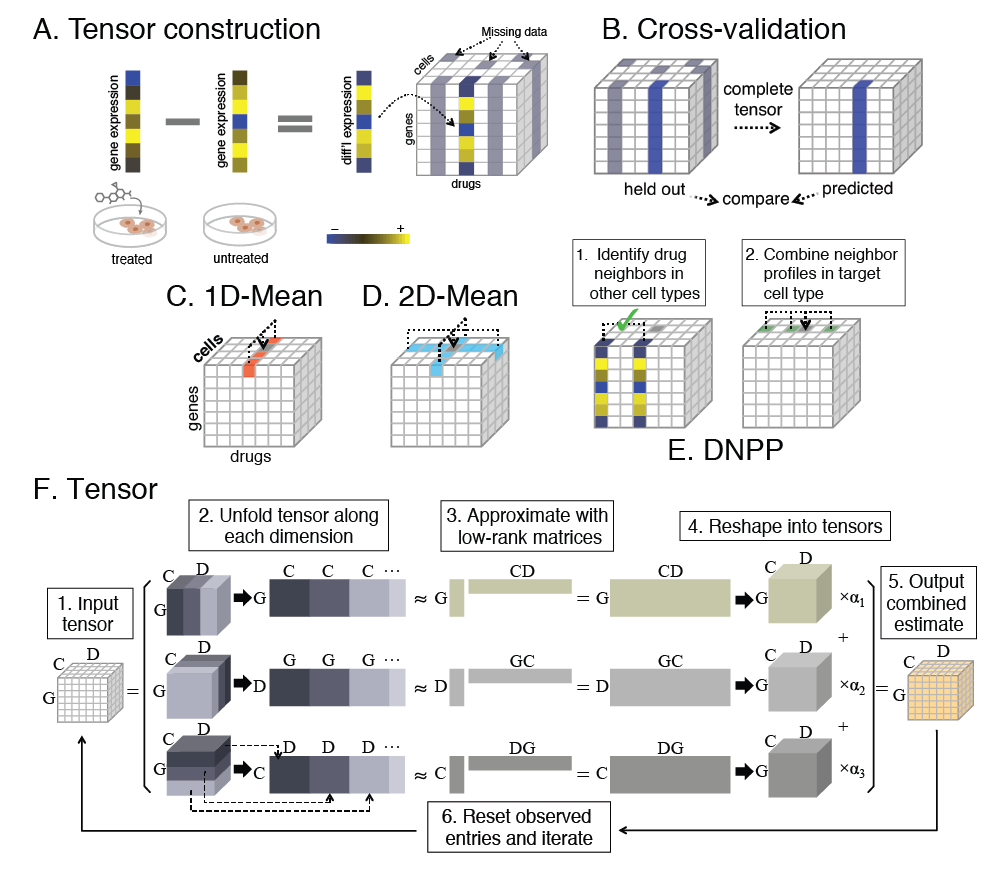 A. Tensor construction
Missing data
cells
gene expression
gene expression
diff'l expression
genes
drugs
treated
untreated
− +
B. Cross-validation
complete
tensor
held out
predicted
compare
C. 1D-Mean
cells
genes
drugs
D. 2D-Mean
1. Identify drug
neighbors in
other cell types
2. Combine neighbor
profiles in target
cell type
E. DNPP
F. Tensor
1. Input
tensor
2. Unfold tensor along
each dimension
3. Approximate with
low-rank matrices
4. Reshape into tensors
5. Output
combined
estimate
C D
G
=
C D
G
C C C ...
G
≈ G
CD
= G
CD
C D
G
×α1
+
C D
G
G G G ...
D
≈ D
GC
= D
GC
C D
G
×α2
+
C D
G
D D D ...
C
≈ C
DG
= C
DG
C D
G
×α3
=
C D
G
6. Reset observed
entries and iterate